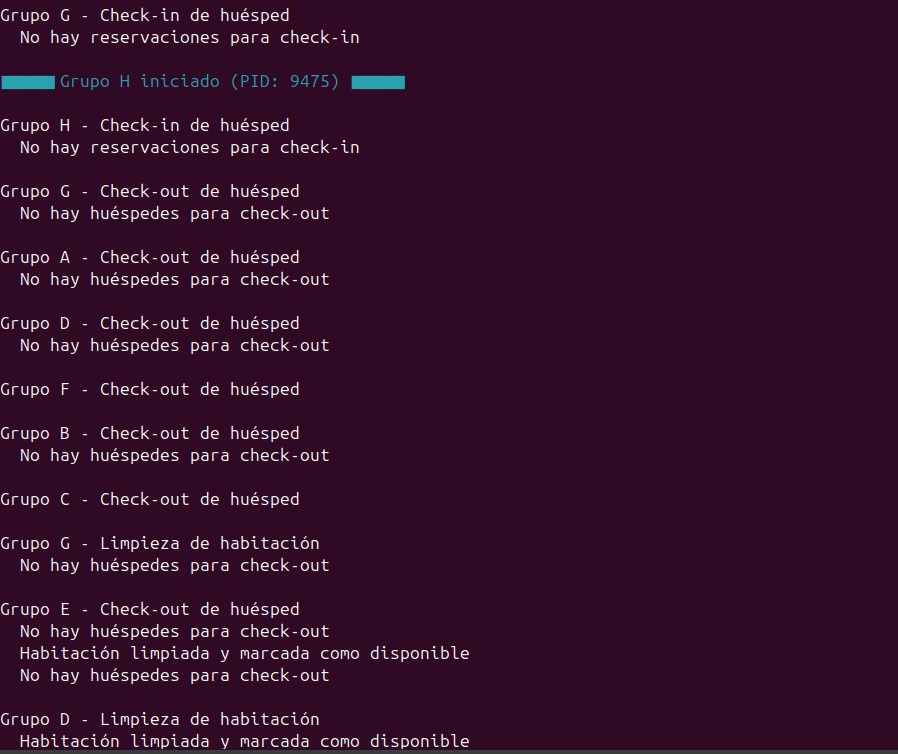 Grupo G - Check-in de huésped
No hay reservaciones para check-in
Grupo H iniciado (PID: 9475)
Grupo H - Check-in de huésped
No hay reservaciones para check-in
Grupo G - Check-out de huésped
No hay huéspedes para check-out
Grupo A - Check-out de huésped
No hay huéspedes para check-out
Grupo D - Check-out de huésped
No hay huéspedes para check-out
Grupo F - Check-out de huésped
Grupo B - Check-out de huésped
No hay huéspedes para check-out
Grupo C - Check-out de huésped
Grupo G - Limpieza de habitación
No hay huéspedes para check-out
Grupo E - Check-out de huésped
No hay huéspedes para check-out
Habitación limpiada y marcada como disponible
No hay huéspedes para check-out
Grupo D - Limpieza de habitación
Habitación limpiada y marcada como disponible